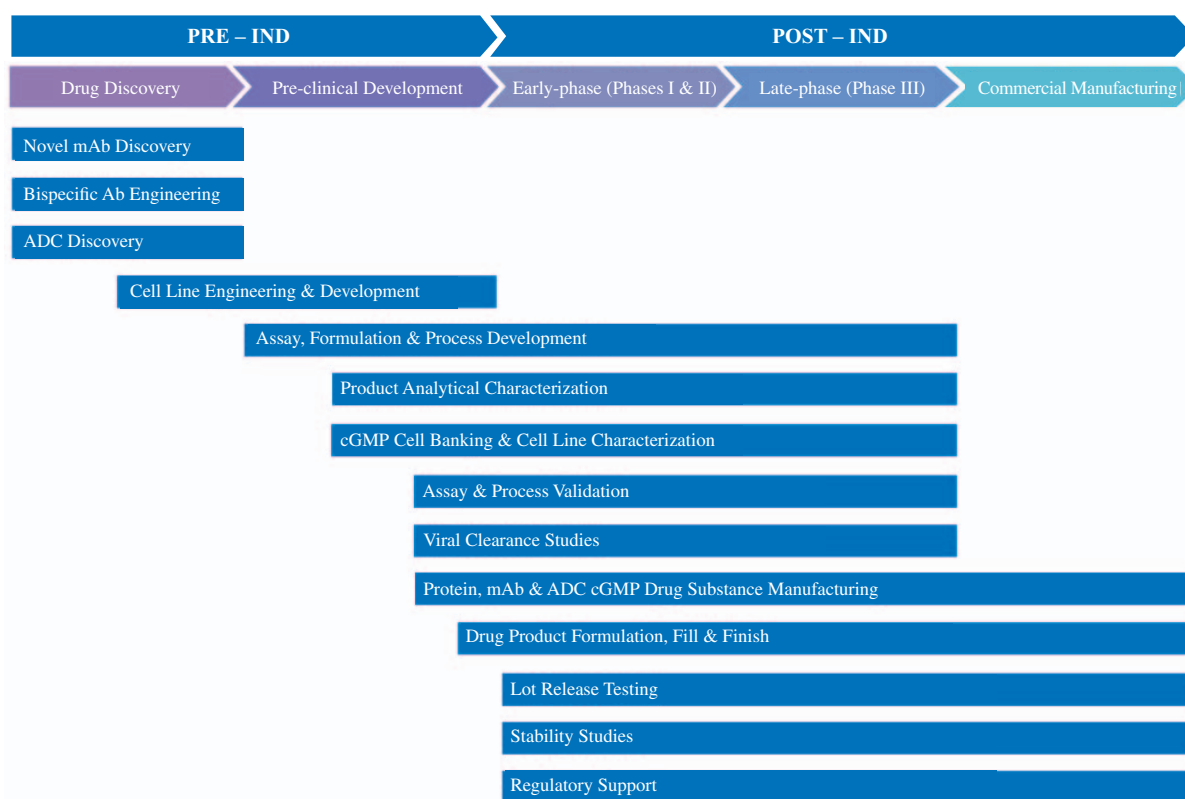 PRE – IND
POST – IND
Drug Discovery
Pre-clinical Development
Early-phase (Phases I & II)
Late-phase (Phase III)
Commercial Manufacturing
Novel mAb Discovery
Bispecific Ab Engineering
ADC Discovery
Cell Line Engineering & Development
Assay, Formulation & Process Development
Product Analytical Characterization
cGMP Cell Banking & Cell Line Characterization
Assay & Process Validation
Viral Clearance Studies
Protein, mAb & ADC cGMP Drug Substance Manufacturing
Drug Product Formulation, Fill & Finish
Lot Release Testing
Stability Studies
Regulatory Support